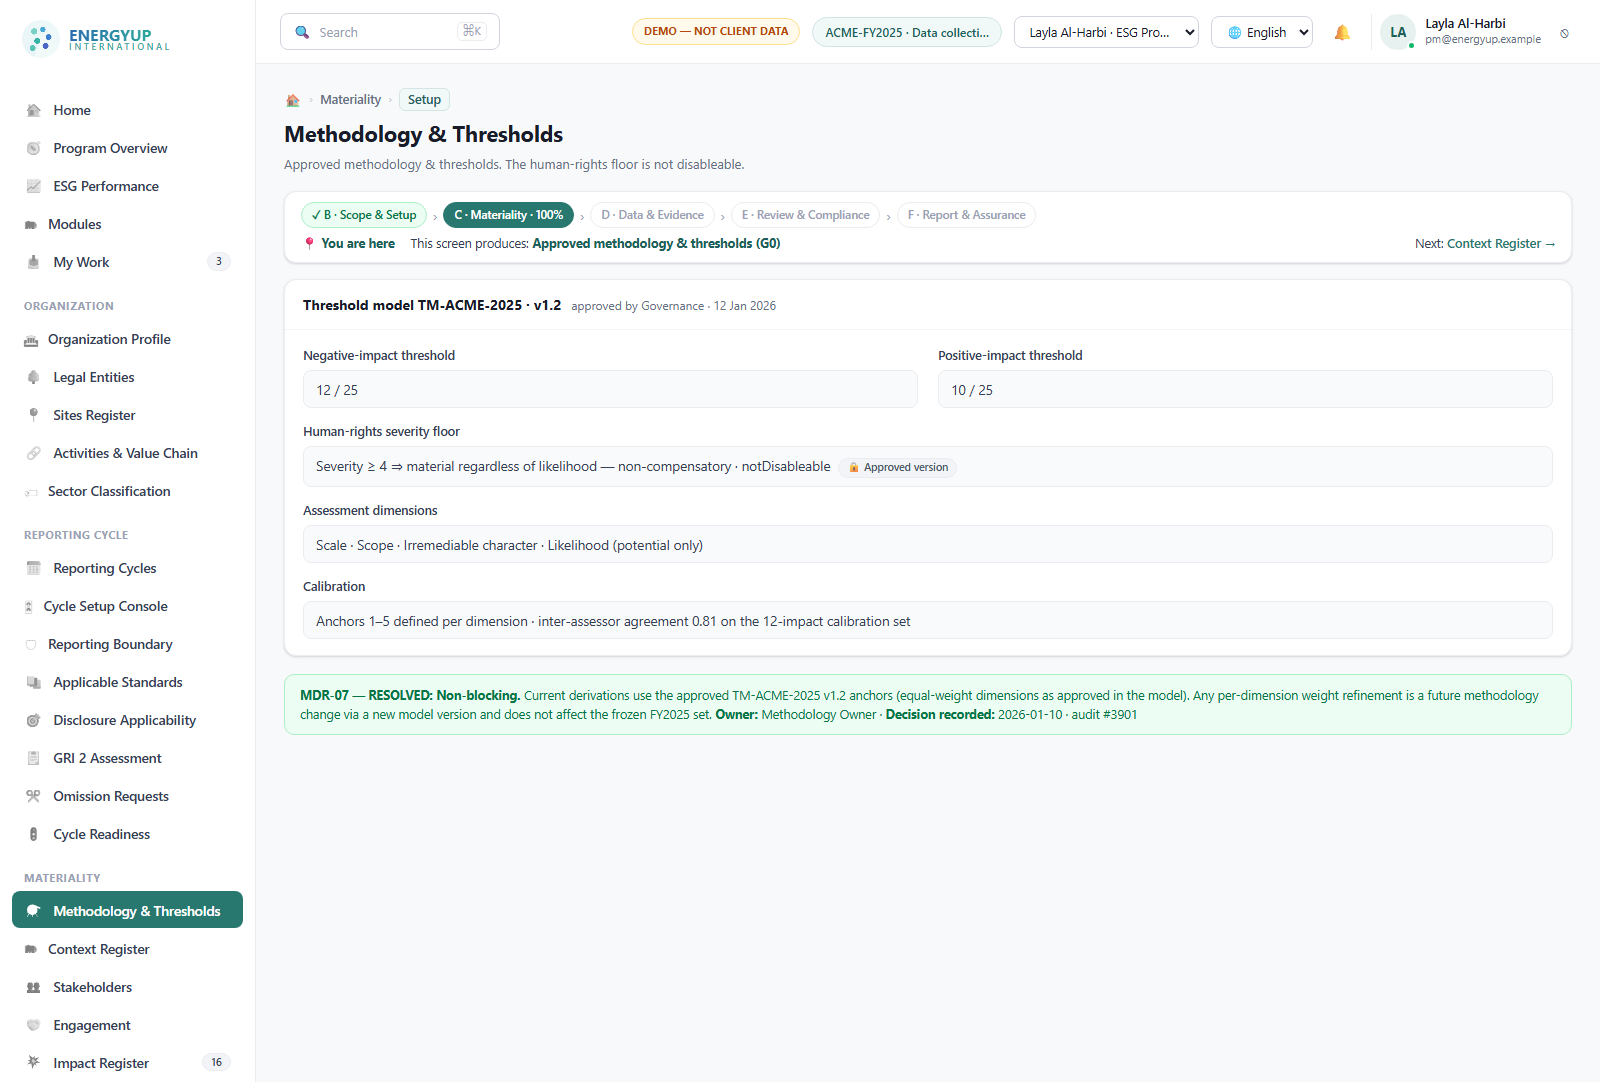 ENERGYUP
INTERNATIONAL
Search
⌘K
DEMO — NOT CLIENT DATA
ACME-FY2025 · Data collecti...
Layla Al-Harbi · ESG Pro...
English
LA
Layla Al-Harbi
pm@energyup.example
Home
Program Overview
ESG Performance
Modules
My Work
3
ORGANIZATION
Organization Profile
Legal Entities
Sites Register
Activities & Value Chain
Sector Classification
REPORTING CYCLE
Reporting Cycles
Cycle Setup Console
Reporting Boundary
Applicable Standards
Disclosure Applicability
GRI 2 Assessment
Omission Requests
Cycle Readiness
MATERIALITY
Methodology & Thresholds
Context Register
Stakeholders
Engagement
Impact Register
16
› Materiality › Setup
Methodology & Thresholds
Approved methodology & thresholds. The human-rights floor is not disableable.
✓ B · Scope & Setup › C · Materiality · 100% › D · Data & Evidence › E · Review & Compliance › F · Report & Assurance
You are here This screen produces: Approved methodology & thresholds (G0)
Next: Context Register →
Threshold model TM-ACME-2025 · v1.2 approved by Governance · 12 Jan 2026
Negative-impact threshold
12 / 25
Positive-impact threshold
10 / 25
Human-rights severity floor
Severity ≥ 4 ⇒ material regardless of likelihood — non-compensatory · notDisableable Approved version
Assessment dimensions
Scale · Scope · Irremediable character · Likelihood (potential only)
Calibration
Anchors 1–5 defined per dimension · inter-assessor agreement 0.81 on the 12-impact calibration set
MDR-07 — RESOLVED: Non-blocking. Current derivations use the approved TM-ACME-2025 v1.2 anchors (equal-weight dimensions as approved in the model). Any per-dimension weight refinement is a future methodology
change via a new model version and does not affect the frozen FY2025 set. Owner: Methodology Owner · Decision recorded: 2026-01-10 · audit #3901